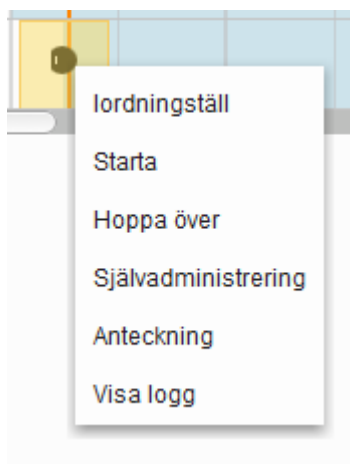 Iordningställ
Starta
Hoppa över
Självadministrering
Anteckning
Visa logg